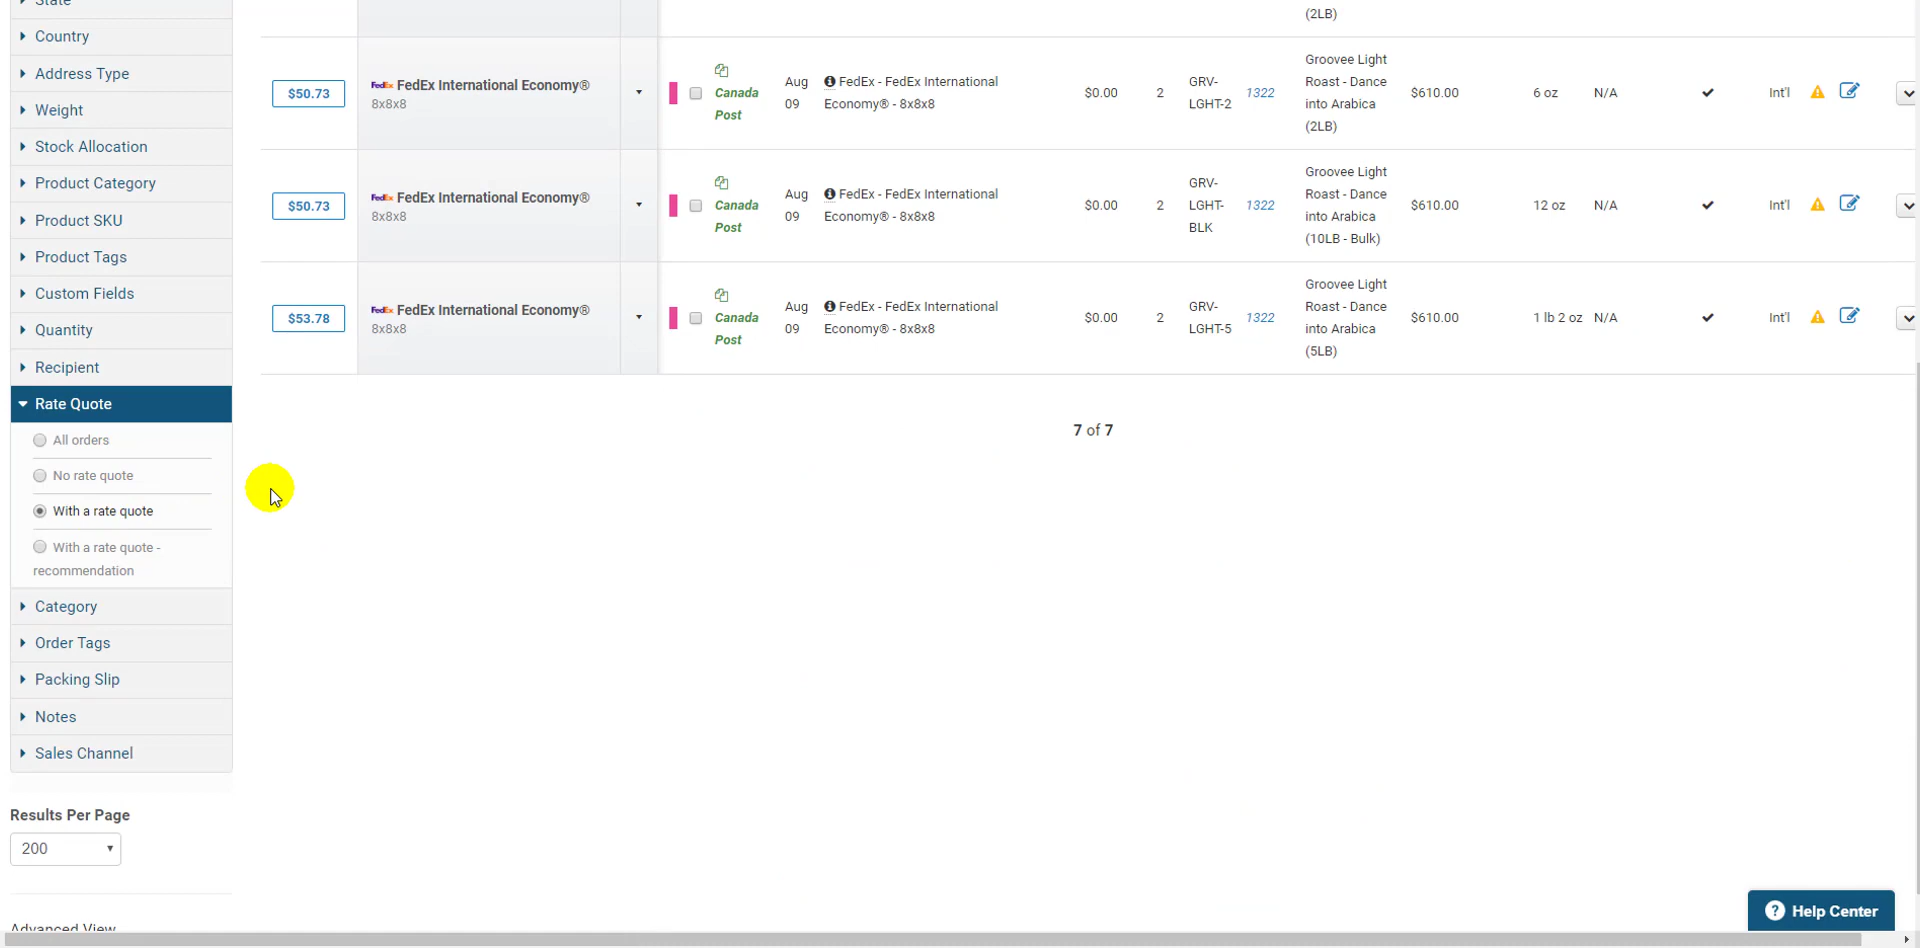 State
Country
Address Type
Weight
Stock Allocation
Product Category
Product SKU
Product Tags
Custom Fields
Quantity
Recipient
Rate Quote
All orders
No rate quote
With a rate quote
With a rate quote -
recommendation
Category
Order Tags
Packing Slip
Notes
Sales Channel
Results Per Page
200
Advanced View
(2LB)
$50.73
FedEx FedEx International Economy®
8x8x8
Canada
Post
Aug
09
FedEx - FedEx International
Economy® - 8x8x8
$0.00
2
GRV-
LGHT-2
1322
Groovee Light
Roast - Dance
into Arabica
(2LB)
$610.00
6 oz
N/A
Int'l
$50.73
FedEx FedEx International Economy®
8x8x8
Canada
Post
Aug
09
FedEx - FedEx International
Economy® - 8x8x8
$0.00
2
GRV-
LGHT-
BLK
1322
Groovee Light
Roast - Dance
into Arabica
(10LB - Bulk)
$610.00
12 oz
N/A
Int'l
$53.78
FedEx FedEx International Economy®
8x8x8
Canada
Post
Aug
09
FedEx - FedEx International
Economy® - 8x8x8
$0.00
2
GRV-
LGHT-5
1322
Groovee Light
Roast - Dance
into Arabica
(5LB)
$610.00
1 lb 2 oz
N/A
Int'l
7 of 7
? Help Center